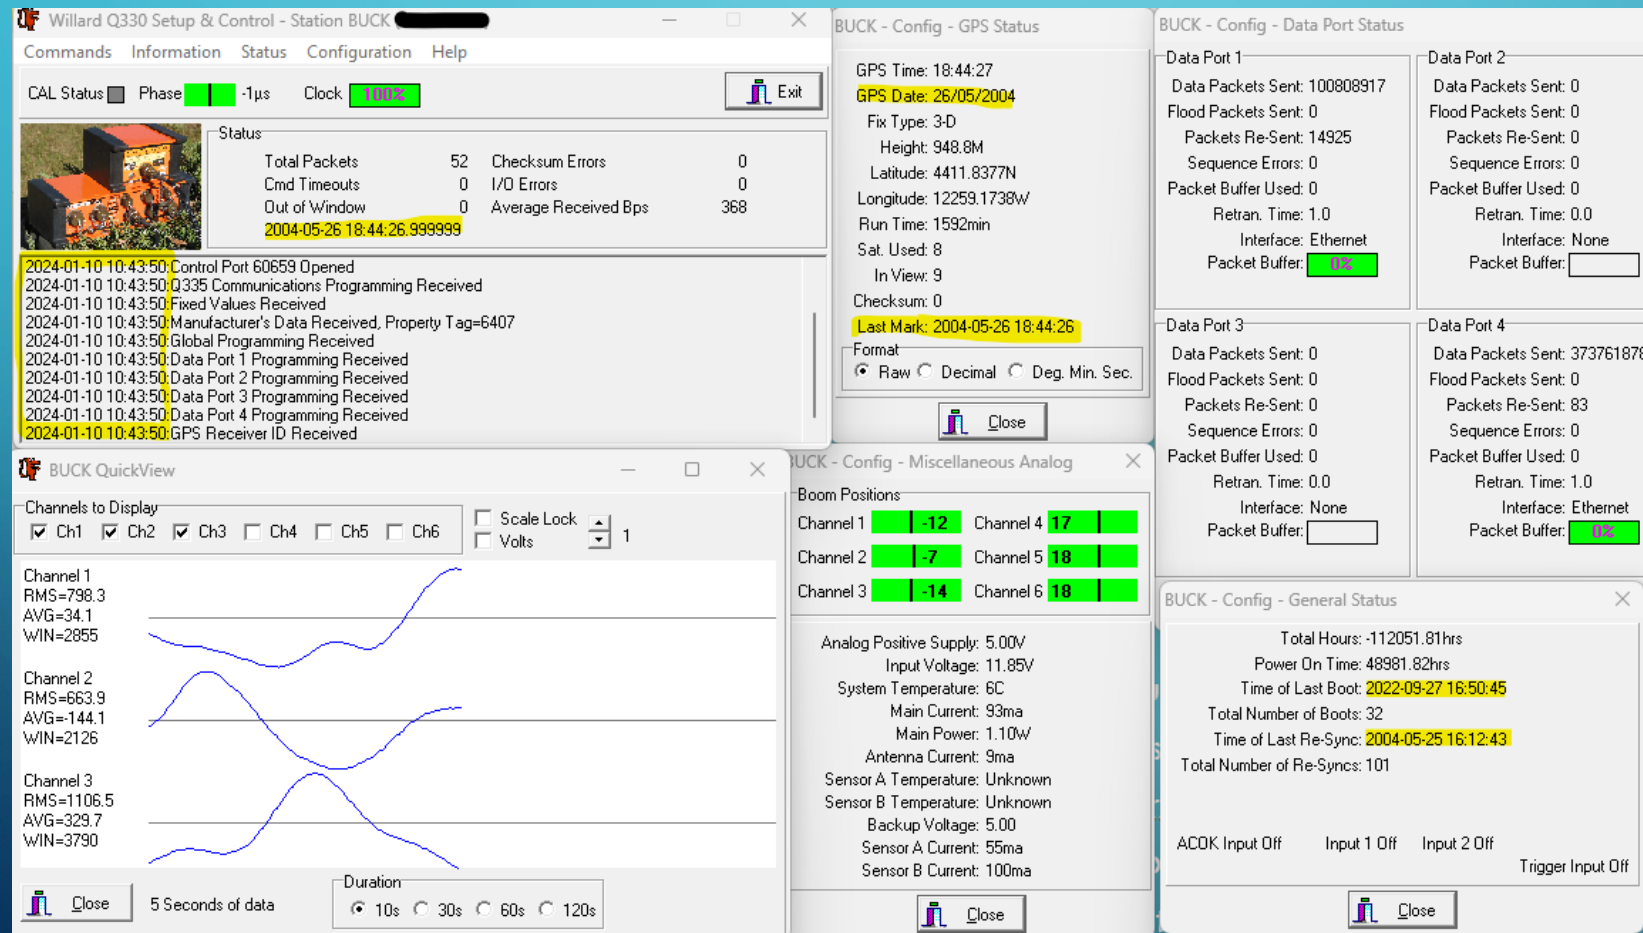 Willard Q330 Setup & Control - Station BUCK
Commands Information Status Configuration Help
CAL Status Phase -1µs Clock 100% Exit
Status
Total Packets 52 Checksum Errors 0
Cmd Timeouts 0 I/O Errors 0
Out of Window 0 Average Received Bps 368
2004-05-26 18:44:26.999999
2024-01-10 10:43:50:Control Port 60659 Opened
2024-01-10 10:43:50:Q335 Communications Programming Received
2024-01-10 10:43:50:Fixed Values Received
2024-01-10 10:43:50:Manufacturer's Data Received, Property Tag=6407
2024-01-10 10:43:50:Global Programming Received
2024-01-10 10:43:50:Data Port 1 Programming Received
2024-01-10 10:43:50:Data Port 2 Programming Received
2024-01-10 10:43:50:Data Port 3 Programming Received
2024-01-10 10:43:50:Data Port 4 Programming Received
2024-01-10 10:43:50:GPS Receiver ID Received
BUCK - Config - GPS Status
GPS Time: 18:44:27
GPS Date: 26/05/2004
Fix Type: 3-D
Height: 948.8M
Latitude: 4411.8377N
Longitude: 12259.1738W
Run Time: 1592min
Sat. Used: 8
In View: 9
Checksum: 0
Last Mark: 2004-05-26 18:44:26
Format
Raw Decimal Deg. Min. Sec.
Close
BUCK - Config - Data Port Status
Data Port 1
Data Packets Sent: 100808917
Flood Packets Sent: 0
Packets Re-Sent: 14925
Sequence Errors: 0
Packet Buffer Used: 0
Retran. Time: 1.0
Interface: Ethernet
Packet Buffer: 0%
Data Port 2
Data Packets Sent: 0
Flood Packets Sent: 0
Packets Re-Sent: 0
Sequence Errors: 0
Packet Buffer Used: 0
Retran. Time: 0.0
Interface: None
Packet Buffer:
Data Port 3
Data Packets Sent: 0
Flood Packets Sent: 0
Packets Re-Sent: 0
Sequence Errors: 0
Packet Buffer Used: 0
Retran. Time: 0.0
Interface: None
Packet Buffer:
Data Port 4
Data Packets Sent: 373761878
Flood Packets Sent: 0
Packets Re-Sent: 83
Sequence Errors: 0
Packet Buffer Used: 0
Retran. Time: 1.0
Interface: Ethernet
Packet Buffer: 0%
BUCK QuickView
Channels to Display
Ch1 Ch2 Ch3 Ch4 Ch5 Ch6
Scale Lock
Volts
1
Channel 1
RMS=798.3
AVG=34.1
WIN=2855
Channel 2
RMS=663.9
AVG=-144.1
WIN=2126
Channel 3
RMS=1106.5
AVG=329.7
WIN=3790
Close
5 Seconds of data
Duration
10s 30s 60s 120s
BUCK - Config - Miscellaneous Analog
Boom Positions
Channel 1 -12 Channel 4 17
Channel 2 -7 Channel 5 18
Channel 3 -14 Channel 6 18
Analog Positive Supply: 5.00V
Input Voltage: 11.85V
System Temperature: 6C
Main Current: 93ma
Main Power: 1.10W
Antenna Current: 9ma
Sensor A Temperature: Unknown
Sensor B Temperature: Unknown
Backup Voltage: 5.00
Sensor A Current: 55ma
Sensor B Current: 100ma
Close
BUCK - Config - General Status
Total Hours: -112051.81hrs
Power On Time: 48981.82hrs
Time of Last Boot: 2022-09-27 16:50:45
Total Number of Boots: 32
Time of Last Re-Sync: 2004-05-25 16:12:43
Total Number of Re-Syncs: 101
ACOK Input Off Input 1 Off Input 2 Off
Trigger Input Off
Close